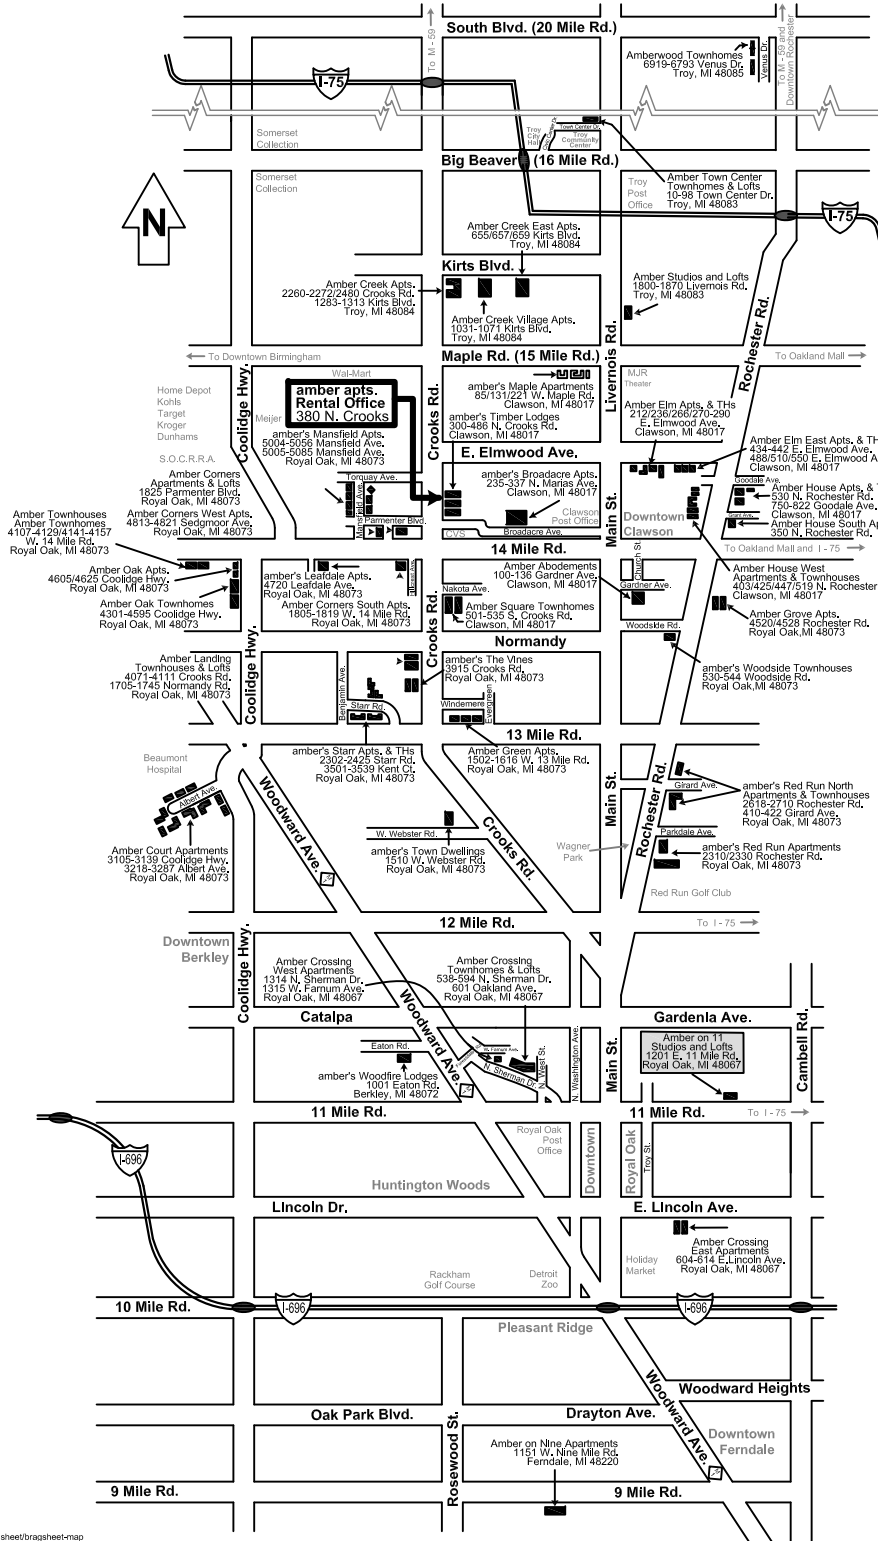 To M - 59
South Blvd. (20 Mile Rd.)
Amberwood Townhomes
6919-6793 Venus Dr.
Troy, MI 48085
Venus Dr.
To M - 59 and
Downtown Rochester
I-75
Somerset
Collection
Troy
City
Hall
Civic Center Dr.
Town Center Dr.
Troy
Community
Center
Big Beaver (16 Mile Rd.)
Somerset
Collection
Troy
Post
Office
Amber Town Center
Townhomes & Lofts
10-98 Town Center Dr.
Troy, MI 48083
N
I-75
Amber Creek East Apts.
655/657/659 Kirts Blvd.
Troy, MI 48084
Kirts Blvd.
Amber Creek Apts.
2260-2272/2480 Crooks Rd.
1283-1313 Kirts Blvd.
Troy, MI 48084
Amber Studios and Lofts
1800-1870 Livernois Rd.
Troy, MI 48083
Amber Creek Village Apts.
1031-1071 Kirts Blvd.
Troy, MI 48084
Livernois Rd.
Rochester Rd.
To Downtown Birmingham
Maple Rd. (15 Mile Rd.)
To Oakland Mall
Coolidge Hwy.
Wal-Mart
Crooks Rd.
MJR
Theater
Home Depot
Kohls
Target
Kroger
Dunhams
Meijer
S.O.C.R.R.A.
amber apts.
Rental Office
380 N. Crooks
amber's Maple Apartments
85/131/221 W. Maple Rd.
Clawson, MI 48017
amber's Timber Lodges
300-486 N. Crooks Rd.
Clawson, MI 48017
Amber Elm Apts. & THs
212/236/266/270-290
E. Elmwood Ave.
Clawson, MI 48017
amber's Mansfield Apts.
5004-5056 Mansfield Ave.
5005-5085 Mansfield Ave.
Royal Oak, MI 48073
E. Elmwood Ave.
Amber Elm East Apts. & TH
434-442 E. Elmwood Ave.
488/510/550 E. Elmwood A
Clawson, MI 48017
Amber Corners
Apartments & Lofts
1825 Parmenter Blvd.
Royal Oak, MI 48073
Torquay Ave.
Mansfield Ave.
Parmenter Blvd.
amber's Broadacre Apts.
235-337 N. Marias Ave.
Clawson, MI 48017
Goodale Ave.
Amber House Apts. & T
530 N. Rochester Rd.
750-822 Goodale Ave.
Clawson, MI 48017
Grant Ave.
Amber House South Ap
350 N. Rochester Rd.
Amber Corners West Apts.
4813-4821 Sedgmoor Ave.
Royal Oak, MI 48073
Clawson
Post Office
CVS
Broadacre Ave.
Main St.
Downtown
Clawson
Amber Townhouses
Amber Townhomes
4107-4129/4141-4157
W. 14 Mile Rd.
Royal Oak, MI 48073
14 Mile Rd.
To Oakland Mall and I - 75
Church St.
Amber Oak Apts.
4605/4625 Coolidge Hwy.
Royal Oak, MI 48073
amber's Leafdale Apts.
4720 Leafdale Ave.
Royal Oak, MI 48073
Amber Abodements
100-136 Gardner Ave.
Clawson, MI 48017
Gardner Ave.
Nakota Ave.
Amber House West
Apartments & Townhouses
403/425/447/519 N. Rochester
Clawson, MI 48017
Amber Oak Townhomes
4301-4595 Coolidge Hwy.
Royal Oak, MI 48073
Amber Corners South Apts.
1805-1819 W. 14 Mile Rd.
Royal Oak, MI 48073
Amber Square Townhomes
501-535 S. Crooks Rd.
Clawson, MI 48017
Amber Grove Apts.
4520/4528 Rochester Rd.
Royal Oak,MI 48073
Crooks Rd.
Woodside Rd.
Normandy
Coolidge Hwy.
Amber Landing
Townhouses & Lofts
4071-4111 Crooks Rd.
1705-1745 Normandy Rd.
Royal Oak, MI 48073
amber's The Vines
3915 Crooks Rd.
Royal Oak, MI 48073
amber's Woodside Townhouses
530-544 Woodside Rd.
Royal Oak,MI 48073
Benjamin Ave.
Starr Rd.
Windemere
Evergreen
13 Mile Rd.
Beaumont
Hospital
amber's Starr Apts. & THs
2302-2425 Starr Rd.
3501-3539 Kent Ct.
Royal Oak, MI 48073
Amber Green Apts.
1502-1616 W. 13 Mile Rd.
Royal Oak, MI 48073
Albert Ave.
Woodward Ave.
Main St.
Rochester Rd.
Girard Ave.
amber's Red Run North
Apartments & Townhouses
2618-2710 Rochester Rd.
410-422 Girard Ave.
Royal Oak, MI 48073
Parkdale Ave.
W. Webster Rd.
Crooks Rd.
Wagner
Park
Amber Court Apartments
3105-3139 Coolidge Hwy.
3218-3287 Albert Ave.
Royal Oak, MI 48073
amber's Town Dwellings
1510 W. Webster Rd.
Royal Oak, MI 48073
amber's Red Run Apartments
2310/2330 Rochester Rd.
Royal Oak, MI 48073
Red Run Golf Club
12 Mile Rd.
To I - 75
Downtown
Berkley
Coolidge Hwy.
Amber Crossing
West Apartments
1314 N. Sherman Dr.
1315 W. Farnum Ave.
Royal Oak, MI 48067
Amber Crossing
Townhomes & Lofts
538-594 N. Sherman Dr.
601 Oakland Ave.
Royal Oak, MI 48067
Catalpa
Gardenia Ave.
Cambell Rd.
Woodward Ave.
Eaton Rd.
W. Farnum Ave.
N. Sherman Dr.
N. West St.
N. Washington Ave.
Main St.
Amber on 11
Studios and Lofts
1201 E. 11 Mile Rd.
Royal Oak, MI 48067
amber's Woodfire Lodges
1001 Eaton Rd.
Berkley, MI 48072
11 Mile Rd.
11 Mile Rd.
To I - 75
I-696
Royal Oak
Post
Office
Downtown
Royal Oak
Troy St.
Huntington Woods
Lincoln Dr.
E. Lincoln Ave.
Amber Crossing
East Apartments
604-614 E.Lincoln Ave.
Royal Oak, MI 48067
Rackham
Golf Course
Detroit
Zoo
Holiday
Market
10 Mile Rd.
I-696
I-696
Pleasant Ridge
Woodward Ave.
Woodward Heights
Oak Park Blvd.
Rosewood St.
Drayton Ave.
Downtown
Ferndale
Amber on Nine Apartments
1151 W. Nine Mile Rd.
Ferndale, MI 48220
9 Mile Rd.
9 Mile Rd.
sheet/bragsheet-map